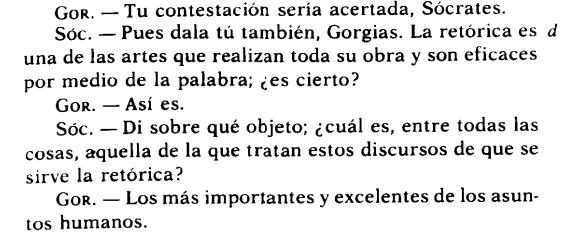 GOR. — Tu contestación sería acertada, Sócrates.
SÓC. — Pues dala tú también, Gorgias. La retórica es d
una de las artes que realizan toda su obra y son eficaces
por medio de la palabra; ¿es cierto?
GOR. — Así es.
SÓC. — Di sobre qué objeto; ¿cuál es, entre todas las
cosas, aquella de la que tratan estos discursos de que se
sirve la retórica?
GOR. — Los más importantes y excelentes de los asun-
tos humanos.